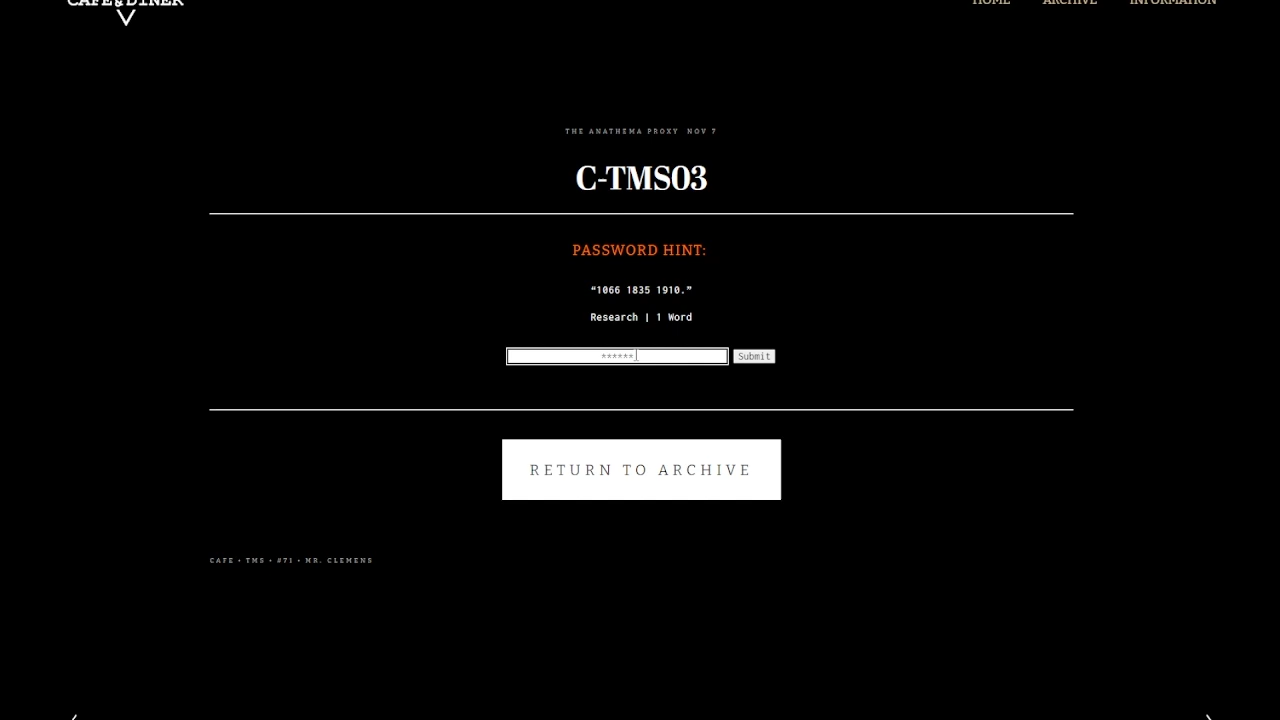 CAFE&DINER
HOME ARCHIVE INFORMATION
THE ANATHEMA PROXY NOV 7
C-TMS03
PASSWORD HINT:
“1066 1835 1910.”
Research | 1 Word
******
Submit
RETURN TO ARCHIVE
CAFE • TMS • #71 • MR. CLEMENS